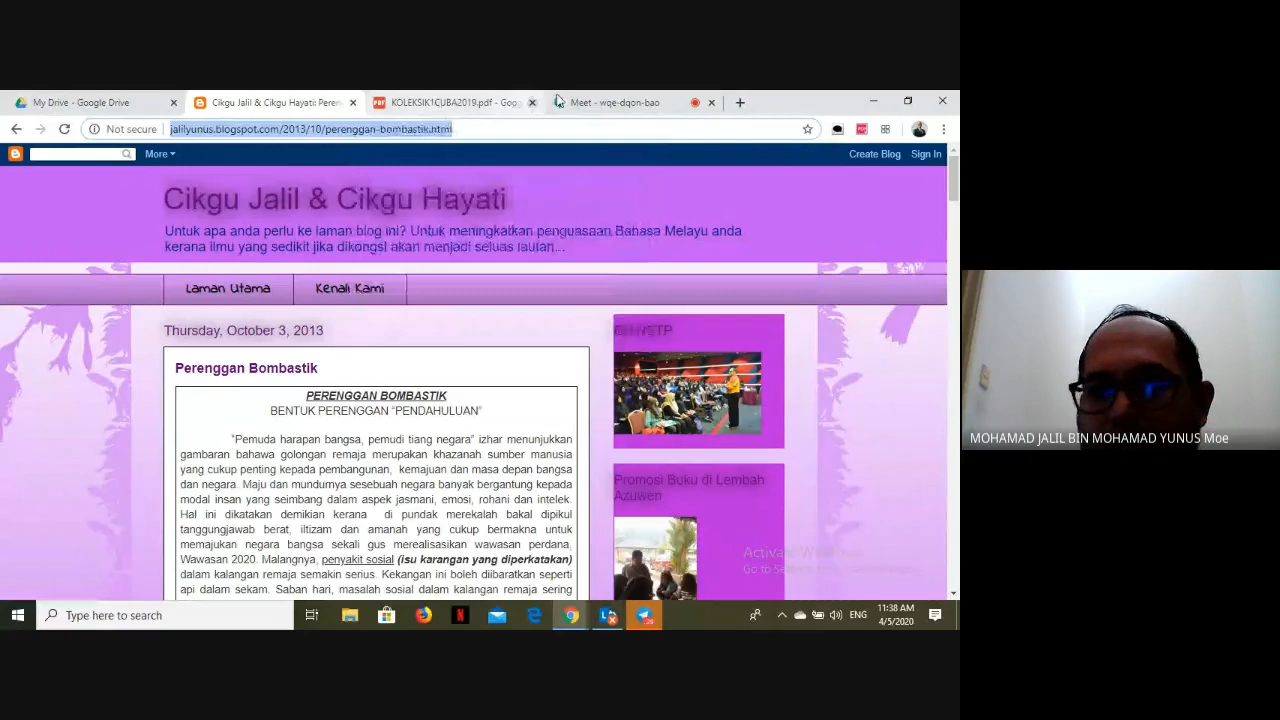 My Drive - Google Drive
Cikgu Jalil & Cikgu Hayati: Peren
KOLEKSIK1CUBA2019.pdf - Goo
Meet - wqe-dqon-bao
Not secure
jalilyunus.blogspot.com/2013/10/perenggan-bombastik.html
More
Create Blog
Sign In
Cikgu Jalil & Cikgu Hayati
Untuk apa anda perlu ke laman blog ini? Untuk meningkatkan penguasaan Bahasa Melayu anda
kerana ilmu yang sedikit jika dikongsi akan menjadi seluas lautan...
Laman Utama
Kenali Kami
Thursday, October 3, 2013
Perenggan Bombastik
PERENGGAN BOMBASTIK
BENTUK PERENGGAN "PENDAHULUAN"
"Pemuda harapan bangsa, pemudi tiang negara" izhar menunjukkan
gambaran bahawa golongan remaja merupakan khazanah sumber manusia
yang cukup penting kepada pembangunan, kemajuan dan masa depan bangsa
dan negara. Maju dan mundurnya sesebuah negara banyak bergantung kepada
modal insan yang seimbang dalam aspek jasmani, emosi, rohani dan intelek.
Hal ini dikatakan demikian kerana di pundak merekalah bakal dipikul
tanggungjawab berat, iltizam dan amanah yang cukup bermakna untuk
memajukan negara bangsa sekali gus merealisasikan wawasan perdana,
Wawasan 2020. Malangnya, penyakit sosial (isu karangan yang diperkatakan)
dalam kalangan remaja semakin serius. Kekangan ini boleh diibaratkan seperti
api dalam sekam. Saban hari, masalah sosial dalam kalangan remaja sering
Promosi Buku di Lembah
Azuwen
MOHAMAD JALIL BIN MOHAMAD YUNUS Moe
Type here to search
ENG
11:38 AM
4/5/2020